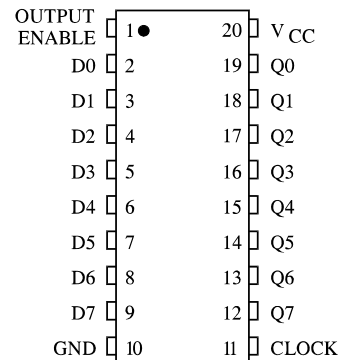 OUTPUT
ENABLE 1 20 VCC
D0 2 19 Q0
D1 3 18 Q1
D2 4 17 Q2
D3 5 16 Q3
D4 6 15 Q4
D5 7 14 Q5
D6 8 13 Q6
D7 9 12 Q7
GND 10 11 CLOCK